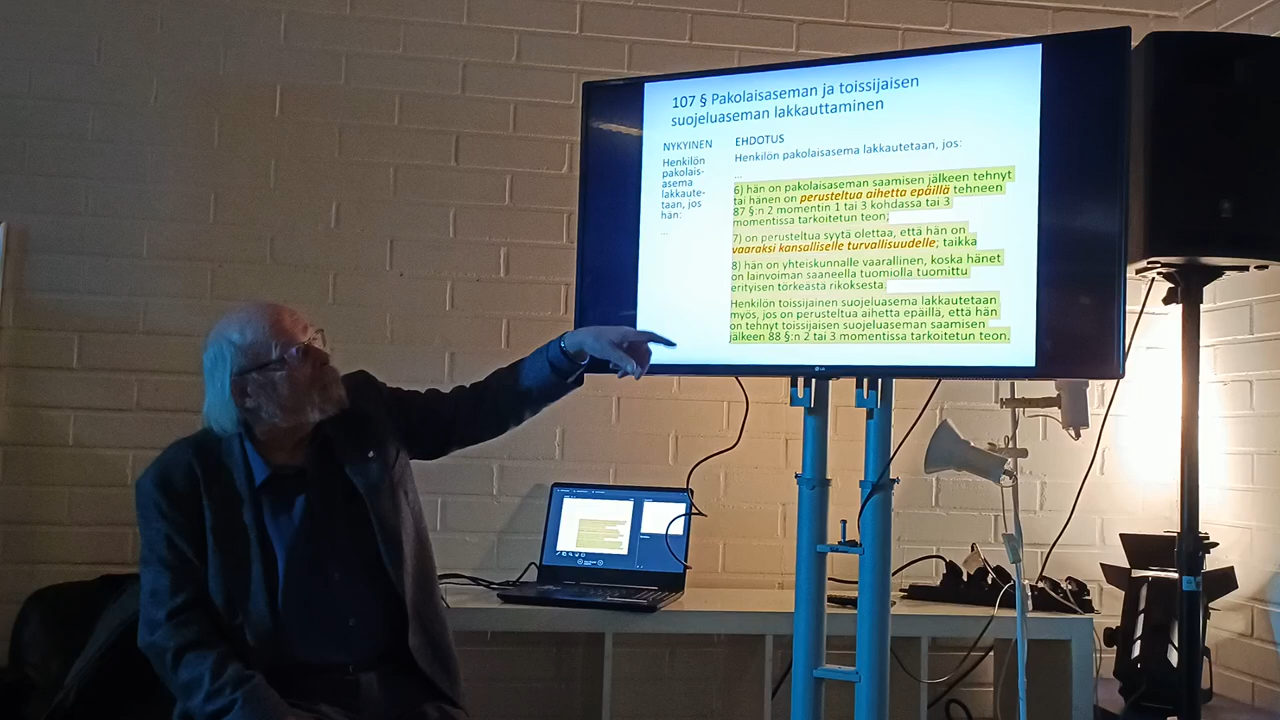 107 § Pakolaisaseman ja toissijaisen
suojeluaseman lakkauttaminen
NYKYINEN
Henkilön
pakolais-
asema
lakkaute-
taan, jos
hän:
...
EHDOTUS
Henkilön pakolaisasema lakkautetaan, jos:
...
6) hän on pakolaisaseman saamisen jälkeen tehnyt
tai hänen on perusteltua aihetta epäillä tehneen
87 §:n 2 momentin 1 tai 3 kohdassa tai 3
momentissa tarkoitetun teon;
7) on perusteltua syytä olettaa, että hän on
vaaraksi kansalliselle turvallisuudelle; taikka
8) hän on yhteiskunnalle vaarallinen, koska hänet
on lainvoiman saaneella tuomiolla tuomittu
erityisen törkeästä rikoksesta.
Henkilön toissijainen suojeluasema lakkautetaan
myös, jos on perusteltua aihetta epäillä, että hän
on tehnyt toissijaisen suojeluaseman saamisen
jälkeen 88 §:n 2 tai 3 momentissa tarkoitetun teon.
LG